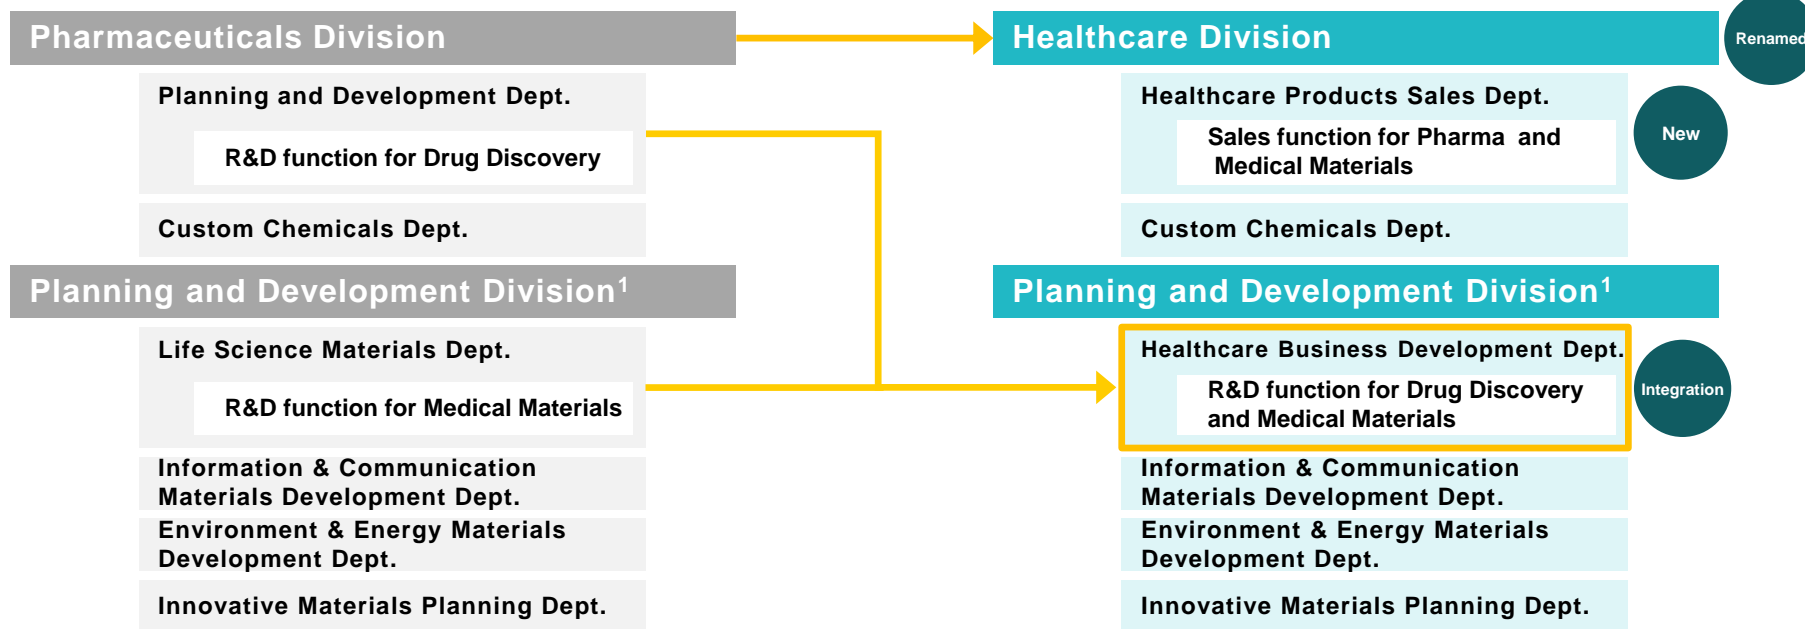 Pharmaceuticals Division
Planning and Development Dept.
R&D function for Drug Discovery
Custom Chemicals Dept.
Planning and Development Division¹
Life Science Materials Dept.
R&D function for Medical Materials
Information & Communication
Materials Development Dept.
Environment & Energy Materials
Development Dept.
Innovative Materials Planning Dept.
Healthcare Division
Renamed
Healthcare Products Sales Dept.
Sales function for Pharma and
Medical Materials
New
Custom Chemicals Dept.
Planning and Development Division¹
Healthcare Business Development Dept.
R&D function for Drug Discovery
and Medical Materials
Integration
Information & Communication
Materials Development Dept.
Environment & Energy Materials
Development Dept.
Innovative Materials Planning Dept.